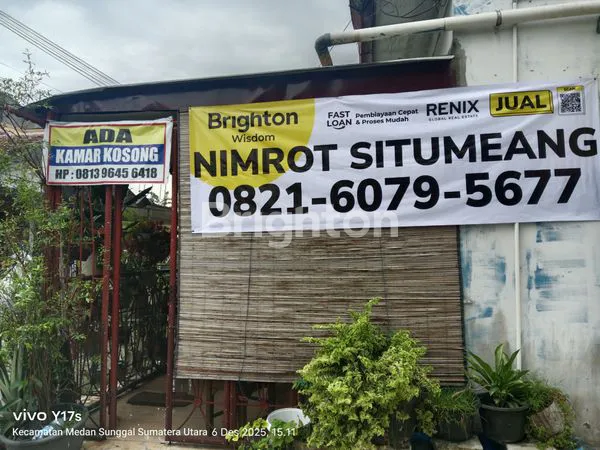 ADA
KAMAR KOSONG
HP : 0813 9645 6418
Brighton
Wisdom
FAST
LOAN
Pembiayaan Cepat
& Proses Mudah
RENIX
GLOBAL REAL ESTATE
JUAL
SCAN
NIMROT SITUMEANG
0821-6079-5677
brighton
vivo Y17s
Kecamatan Medan Sunggal Sumatera Utara 6 Des 2025, 15.11